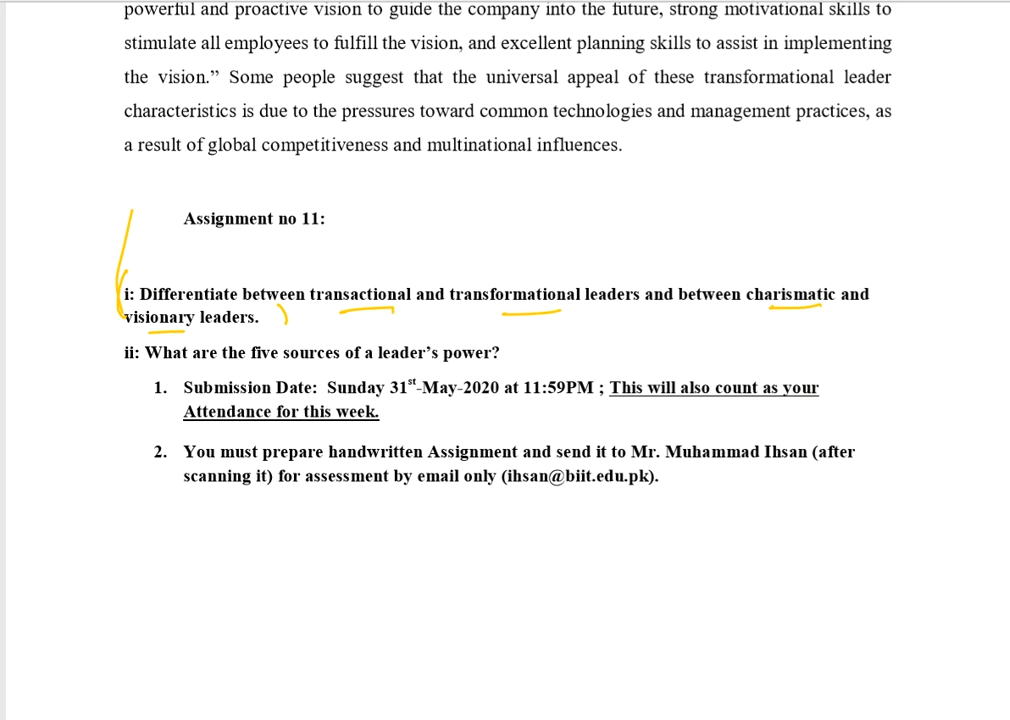 powerful and proactive vision to guide the company into the future, strong motivational skills to
stimulate all employees to fulfill the vision, and excellent planning skills to assist in implementing
the vision.” Some people suggest that the universal appeal of these transformational leader
characteristics is due to the pressures toward common technologies and management practices, as
a result of global competitiveness and multinational influences.
Assignment no 11:
i: Differentiate between transactional and transformational leaders and between charismatic and
visionary leaders.
ii: What are the five sources of a leader’s power?
1. Submission Date: Sunday 31st-May-2020 at 11:59PM ; This will also count as your
Attendance for this week.
2. You must prepare handwritten Assignment and send it to Mr. Muhammad Ihsan (after
scanning it) for assessment by email only (ihsan@biit.edu.pk).